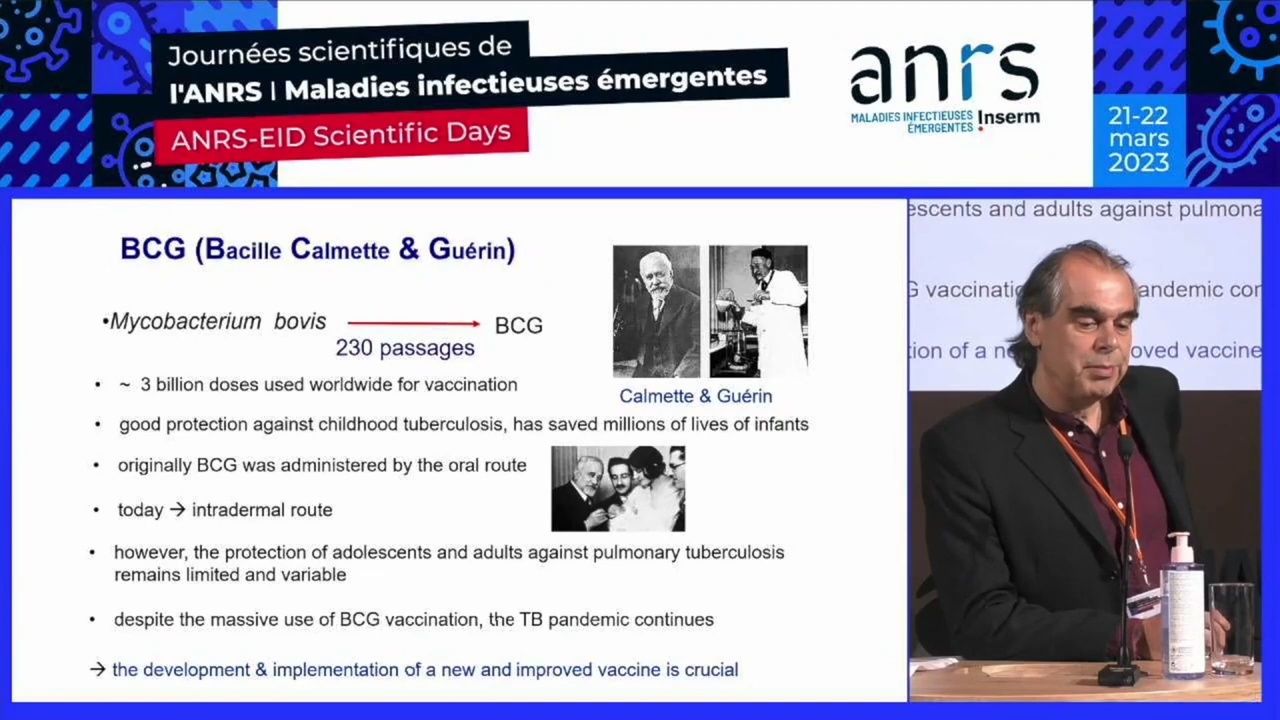 Journées scientifiques de
l'ANRS | Maladies infectieuses émergentes
ANRS-EID Scientific Days
anrs
MALADIES INFECTIEUSES
ÉMERGENTES
Inserm
21-22
mars
2023
BCG (Bacille Calmette & Guérin)
•Mycobacterium bovis → BCG
230 passages
Calmette & Guérin
• ~ 3 billion doses used worldwide for vaccination
• good protection against childhood tuberculosis, has saved millions of lives of infants
• originally BCG was administered by the oral route
• today → intradermal route
• however, the protection of adolescents and adults against pulmonary tuberculosis
remains limited and variable
• despite the massive use of BCG vaccination, the TB pandemic continues
→ the development & implementation of a new and improved vaccine is crucial
escents and adults against pulmona
G vaccinati andemic con
tion of a n oved vaccine